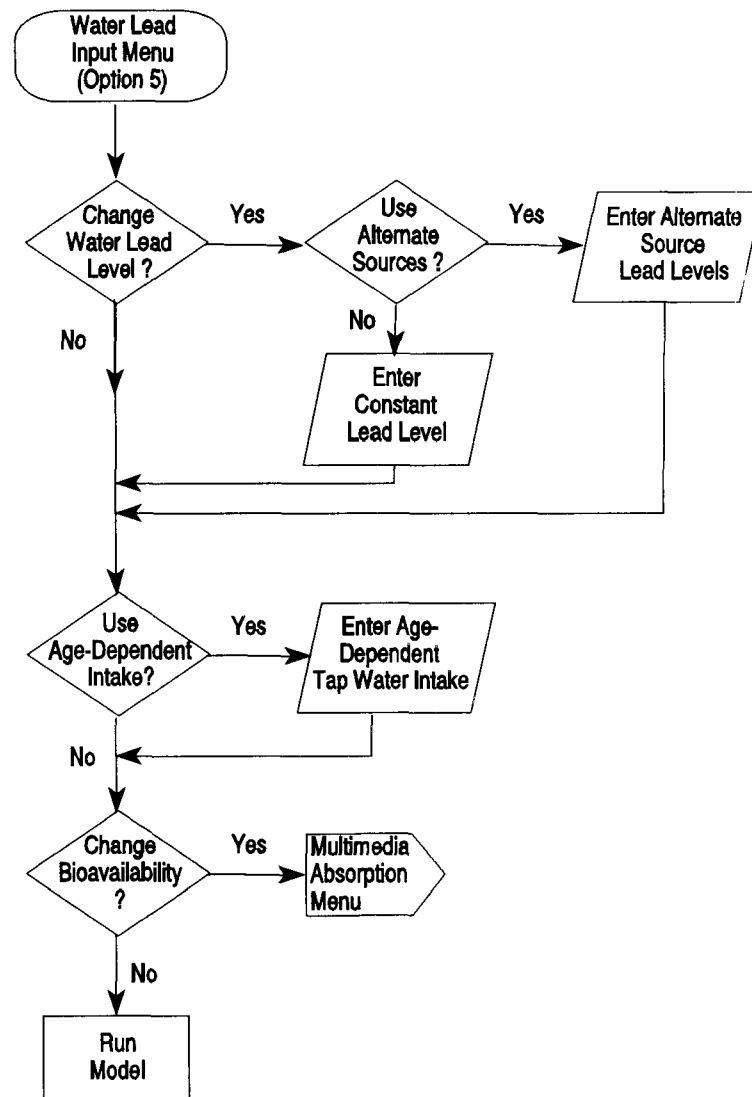 Water Lead
Input Menu
(Option 5)
Change
Water Lead
Level ?
Yes
Use
Alternate
Sources ?
Yes
Enter Alternate
Source
Lead Levels
No
No
Enter
Constant
Lead Level
Use
Age-Dependent
Intake?
Yes
Enter Age-
Dependent
Tap Water Intake
No
Change
Bioavailability
?
Yes
Multimedia
Absorption
Menu
No
Run
Model